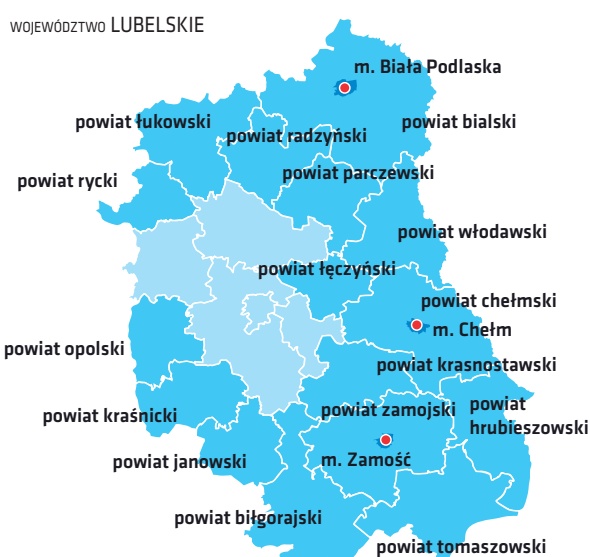 WOJEWÓDZTWO LUBELSKIE
m. Biała Podlaska
powiat łukowski
powiat radzyński
powiat bialski
powiat parczewski
powiat rycki
powiat włodawski
powiat łęczyński
powiat chełmski
m. Chełm
powiat opolski
powiat krasnostawski
powiat kraśnicki
powiat zamojski
powiat
hrubieszowski
powiat janowski
m. Zamość
powiat biłgorajski
powiat tomaszowski